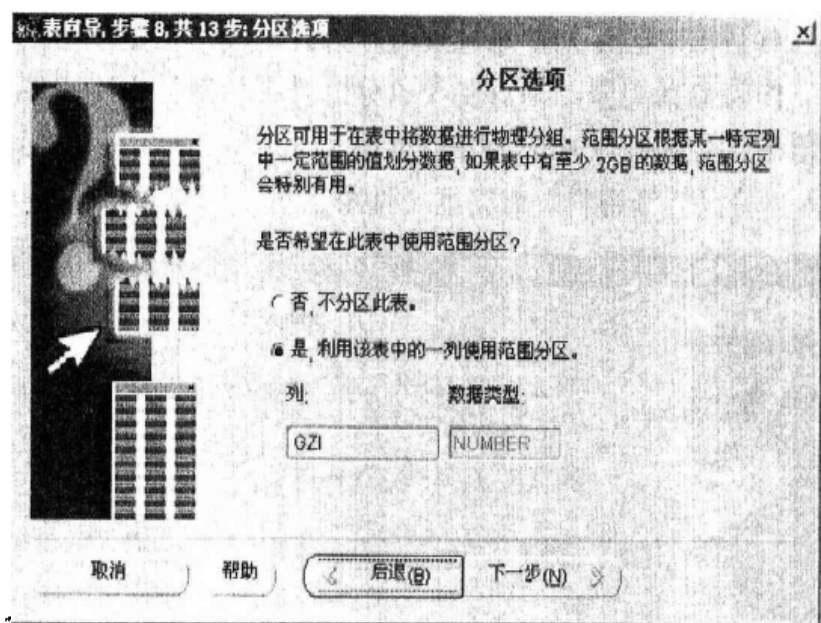 表向导, 步骤 8, 共 13 步: 分区选项
分区选项
分区可用于在表中将数据进行物理分组。范围分区根据某一特定列
中一定范围的值划分数据, 如果表中有至少 2GB 的数据, 范围分区
会特别有用。
是否希望在此表中使用范围分区?
否, 不分区此表。
是, 利用该表中的一列使用范围分区。
列: 数据类型:
GZI NUMBER
取消 帮助 后退(B) 下一步(N)